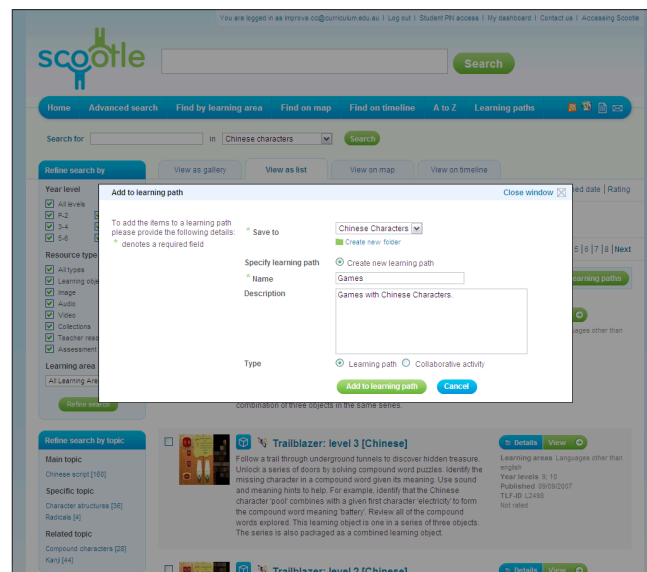 You are logged in as improve.co@curriculum.edu.au | Log out | Student PIN access | My dashboard | Contact us | Accessing Scootle
scootle
Search
Home Advanced search Find by learning area Find on map Find on timeline A to Z Learning paths
Search for in Chinese characters Search
Refine search by View as gallery View as list View on map View on timeline
Year level
ed date | Rating
Add to learning path Close window
All levels
P-2
3-4
5-6
To add the items to a learning path
please provide the following details:
* denotes a required field
* Save to Chinese Characters
Create new folder
5 | 6 | 7 | 8 | Next
Resource type
Specify learning path Create new learning path
All types
Learning obje
Image
Audio
Video
Collections
Teacher reso
Assessment
* Name Games
earning paths
Description Games with Chinese Characters.
ages other than
Learning area
All Learning Are
Type Learning path Collaborative activity
Add to learning path Cancel
Refine search
combination of three objects in the same series.
Refine search by topic
Main topic
Chinese script [160]
Specific topic
Character structures [36]
Radicals [4]
Related topic
Compound characters [28]
Kanji [44]
Trailblazer: level 3 [Chinese]
Follow a trail through underground tunnels to discover hidden treasure.
Unlock a series of doors by solving compound word puzzles. Identify the
missing character in a compound word given its meaning. Use sound
and meaning hints to help. For example, identify that the Chinese
character 'pool' combines with a given first character 'electricity' to form
the compound word meaning 'battery'. Review all of the compound
words explored. This learning object is one in a series of three objects.
The series is also packaged as a combined learning object.
Details View
Learning areas Languages other than
english
Year levels 9; 10
Published 09/09/2007
TLF-ID L2498
Not rated
Trailblazer: level 2 [Chinese]
Details View